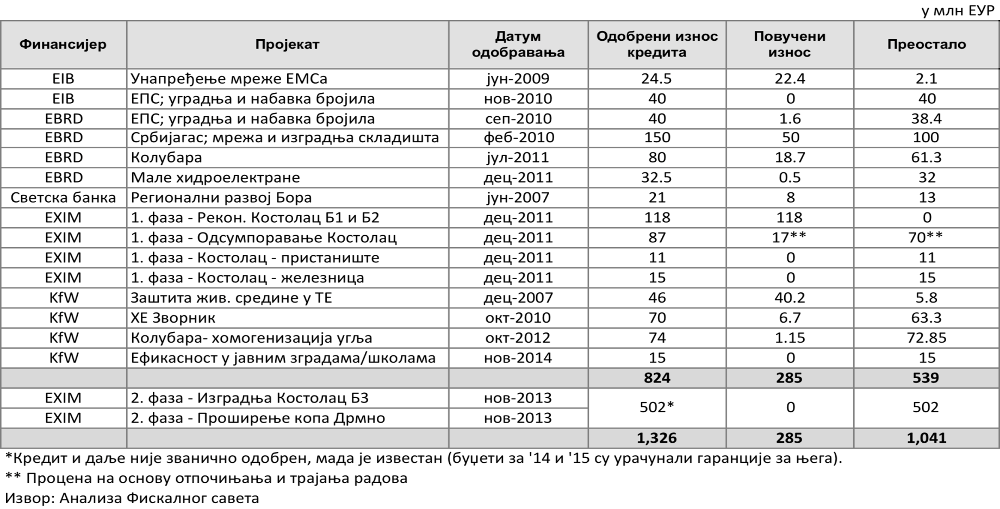 у млн ЕУР
Финансијер Пројекат Датум одобравања Одобрени износ кредита Повучени износ Преостало
EIB Унапређење мреже ЕМСа јун-2009 24.5 22.4 2.1
EIB ЕПС; уградња и набавка бројила нов-2010 40 0 40
EBRD ЕПС; уградња и набавка бројила сеп-2010 40 1.6 38.4
EBRD Србијагас; мрежа и изградња складишта феб-2010 150 50 100
EBRD Колубара јул-2011 80 18.7 61.3
EBRD Мале хидроелектране дец-2011 32.5 0.5 32
Светска банка Регионални развој Бора јун-2007 21 8 13
EXIM 1. фаза - Рекон. Костолац Б1 и Б2 дец-2011 118 118 0
EXIM 1. фаза - Одсумпоравање Костолац дец-2011 87 17** 70**
EXIM 1. фаза - Костолац - пристаниште дец-2011 11 0 11
EXIM 1. фаза - Костолац - железница дец-2011 15 0 15
KfW Заштита жив. средине у ТЕ дец-2007 46 40.2 5.8
KfW ХЕ Зворник окт-2010 70 6.7 63.3
KfW Колубара- хомогенизација угља окт-2012 74 1.15 72.85
KfW Ефикасност у јавним зградама/школама нов-2014 15 0 15
824 285 539
EXIM 2. фаза - Изградња Костолац Б3 нов-2013 502* 0 502
EXIM 2. фаза - Проширење копа Дрмно нов-2013
1,326 285 1,041
*Кредит и даље није званично одобрен, мада је известан (буџети за '14 и '15 су урачунали гаранције за њега).
** Процена на основу отпочињања и трајања радова
Извор: Анализа Фискалног савета